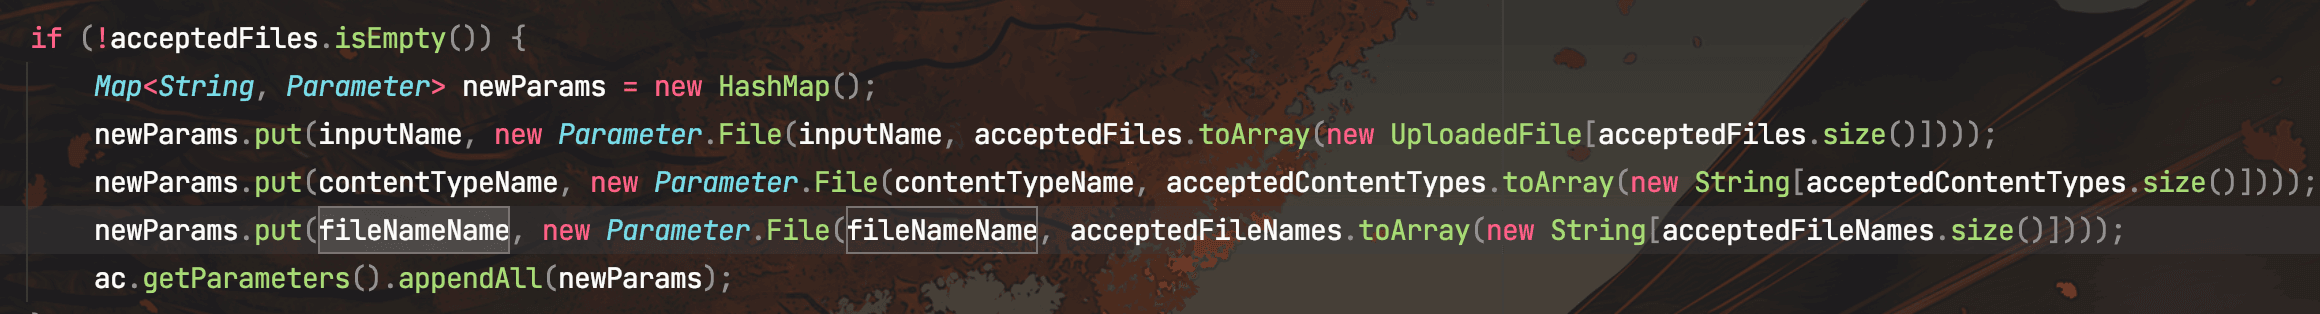 if (!acceptedFiles.isEmpty()) {
    Map<String, Parameter> newParams = new HashMap();
    newParams.put(inputName, new Parameter.File(inputName, acceptedFiles.toArray(new UploadedFile[acceptedFiles.size()])));
    newParams.put(contentTypeName, new Parameter.File(contentTypeName, acceptedContentTypes.toArray(new String[acceptedContentTypes.size()])));
    newParams.put(fileNameName, new Parameter.File(fileNameName, acceptedFileNames.toArray(new String[acceptedFileNames.size()])));
    ac.getParameters().appendAll(newParams);